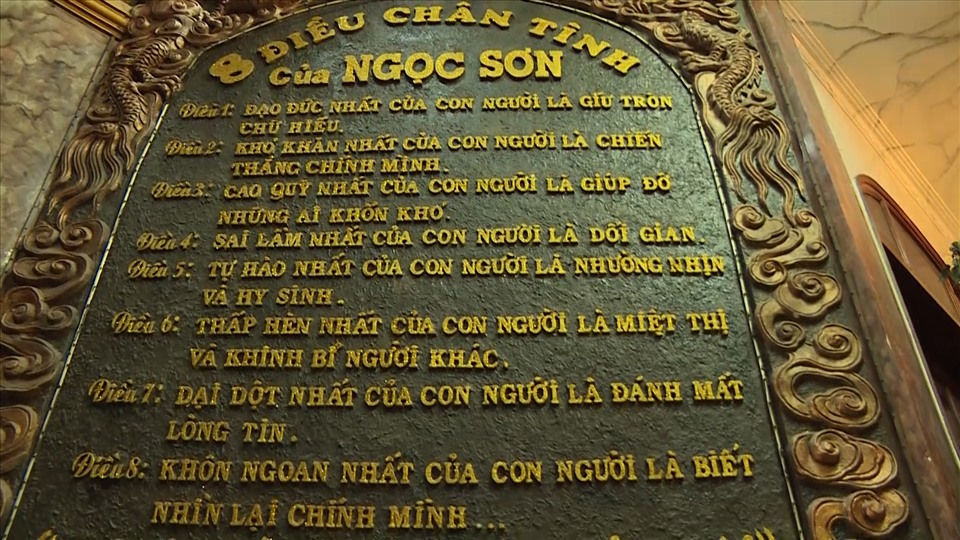 8 ĐIỀU CHÂN TÌNH
Của NGỌC SƠN
Điều 1: ĐẠO ĐỨC NHẤT CỦA CON NGƯỜI LÀ GIỮ TRÒN
CHỮ HIẾU.
Điều 2: KHÓ KHĂN NHẤT CỦA CON NGƯỜI LÀ CHIẾN
THẮNG CHÍNH MÌNH.
Điều 3: CAO QUÝ NHẤT CỦA CON NGƯỜI LÀ GIÚP ĐỠ
NHỮNG AI KHỐN KHÓ.
Điều 4: SAI LẦM NHẤT CỦA CON NGƯỜI LÀ DỐI GIAN.
Điều 5: TỰ HÀO NHẤT CỦA CON NGƯỜI LÀ NHƯỜNG NHỊN
VÀ HY SINH.
Điều 6: THẤP HÈN NHẤT CỦA CON NGƯỜI LÀ MIỆT THỊ
VÀ KHINH BỈ NGƯỜI KHÁC.
Điều 7: DẠI DỘT NHẤT CỦA CON NGƯỜI LÀ ĐÁNH MẤT
LÒNG TIN.
Điều 8: KHÔN NGOAN NHẤT CỦA CON NGƯỜI LÀ BIẾT
NHÌN LẠI CHÍNH MÌNH...